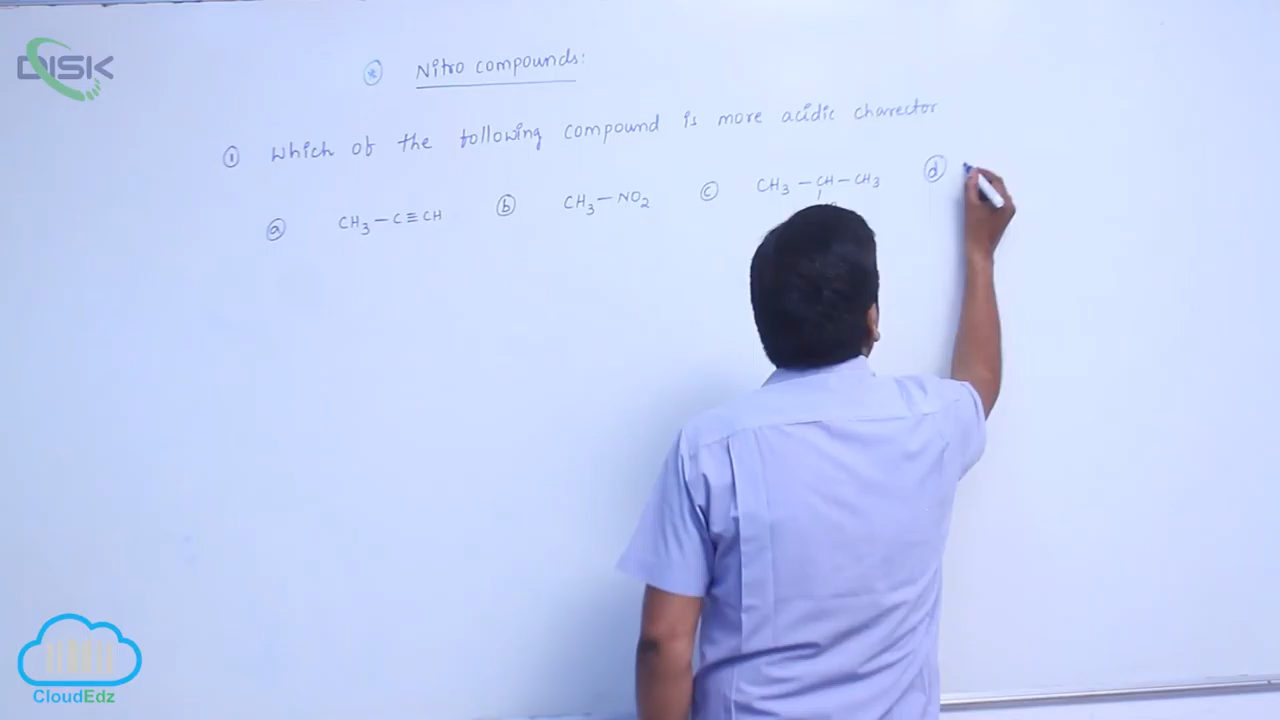 DISK
* Nitro compounds:
① Which of the following compound is more acidic charector
ⓐ CH₃ — C ≡ CH ⓑ CH₃ — NO₂ ⓒ CH₃ — CH — CH₃ ⓓ
CloudEdz